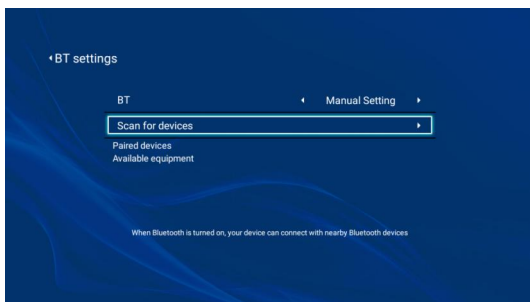 BT settings
BT Manual Setting
Scan for devices
Paired devices
Available equipment
When Bluetooth is turned on, your device can connect with nearby Bluetooth devices